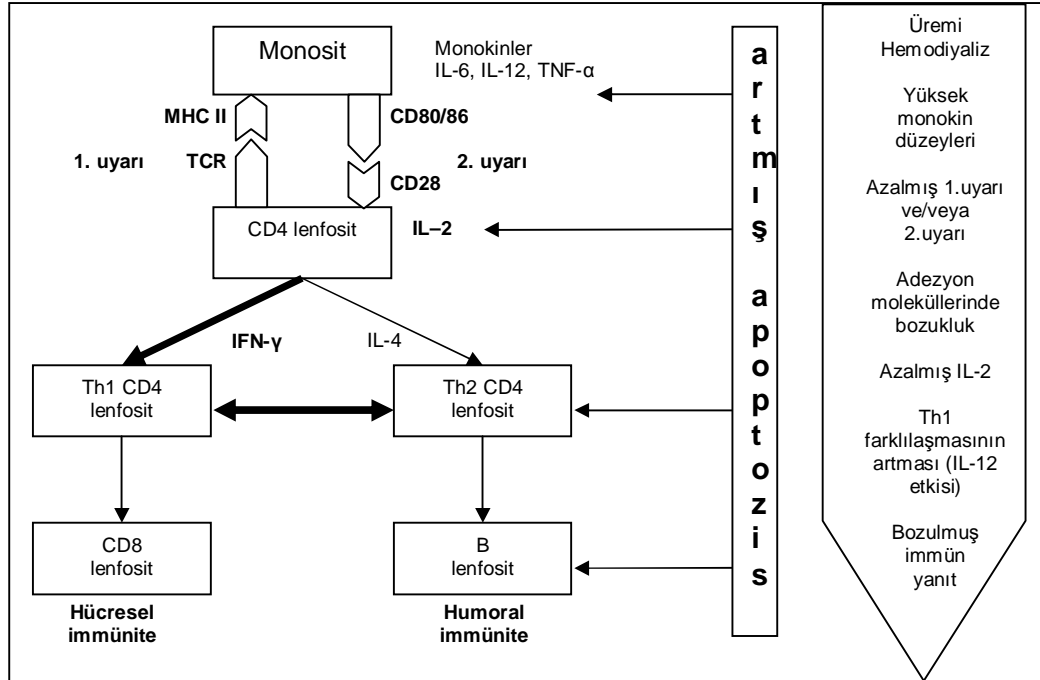 Monosit
Monokinler
IL-6, IL-12, TNF-α
MHC II
CD80/86
1. uyarı
TCR
2. uyarı
CD28
CD4 lenfosit
IL–2
IFN-γ
IL-4
Th1 CD4
lenfosit
Th2 CD4
lenfosit
CD8
lenfosit
B
lenfosit
Hücresel
immünite
Humoral
immünite
artmış apoptozis
Üremi
Hemodiyaliz
Yüksek
monokin
düzeyleri
Azalmış 1.uyarı
ve/veya
2.uyarı
Adezyon
moleküllerinde
bozukluk
Azalmış IL-2
Th1
farklılaşmasının
artması (IL-12
etkisi)
Bozulmuş
immün
yanıt